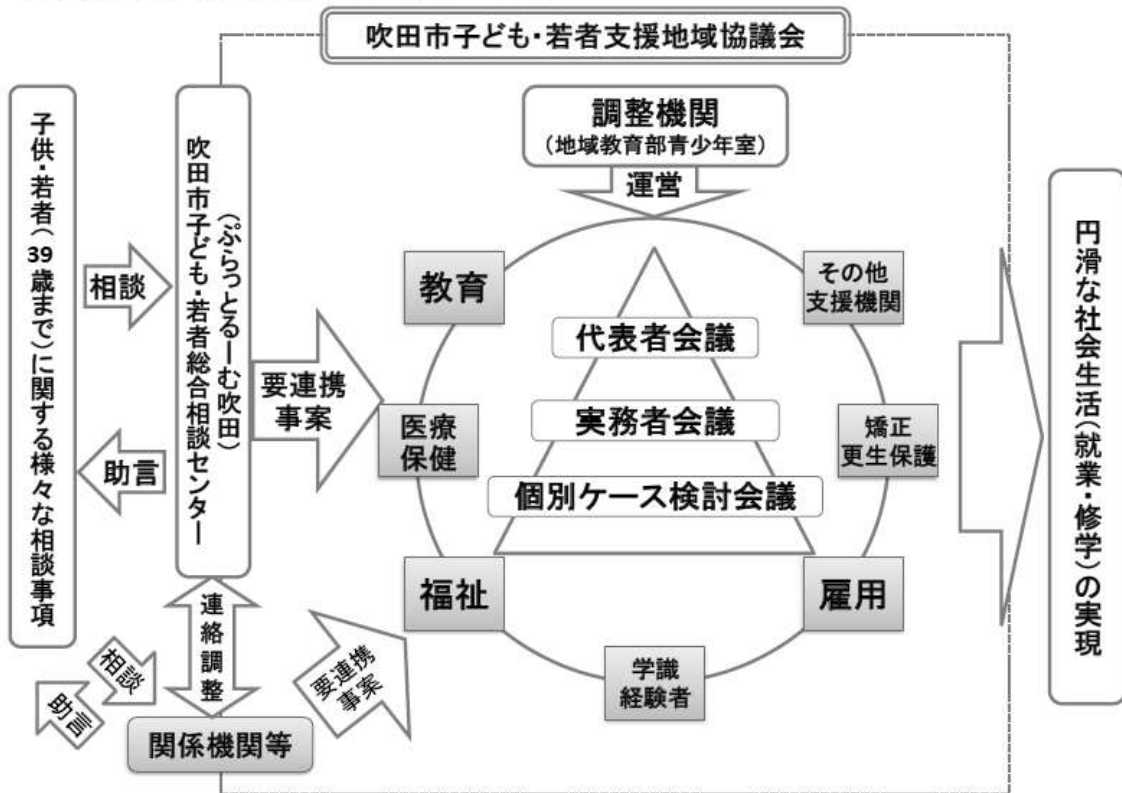 吹田市子ども・若者支援地域協議会
子供・若者（39歳まで）に関する様々な相談事項
相談
助言
吹田市子ども・若者総合相談センター
（ぷらっとるーむ吹田）
要連携
事案
調整機関
（地域教育部青少年室）
運営
教育
その他
支援機関
医療
保健
矯正
更生保護
福祉
雇用
学識
経験者
代表者会議
実務者会議
個別ケース検討会議
連絡調整
相談
助言
関係機関等
要連携
事案
円滑な社会生活（就業・修学）の実現